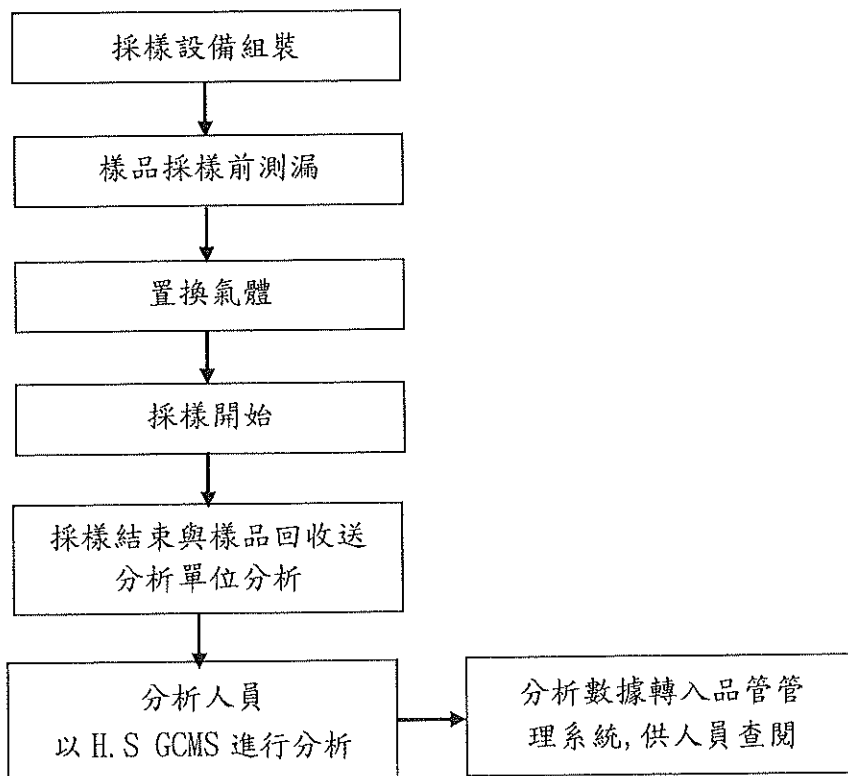 採樣設備組裝
樣品採樣前測漏
置換氣體
採樣開始
採樣結束與樣品回收送
分析單位分析
分析人員
以 H.S GCMS 進行分析
分析數據轉入品管管
理系統,供人員查閱